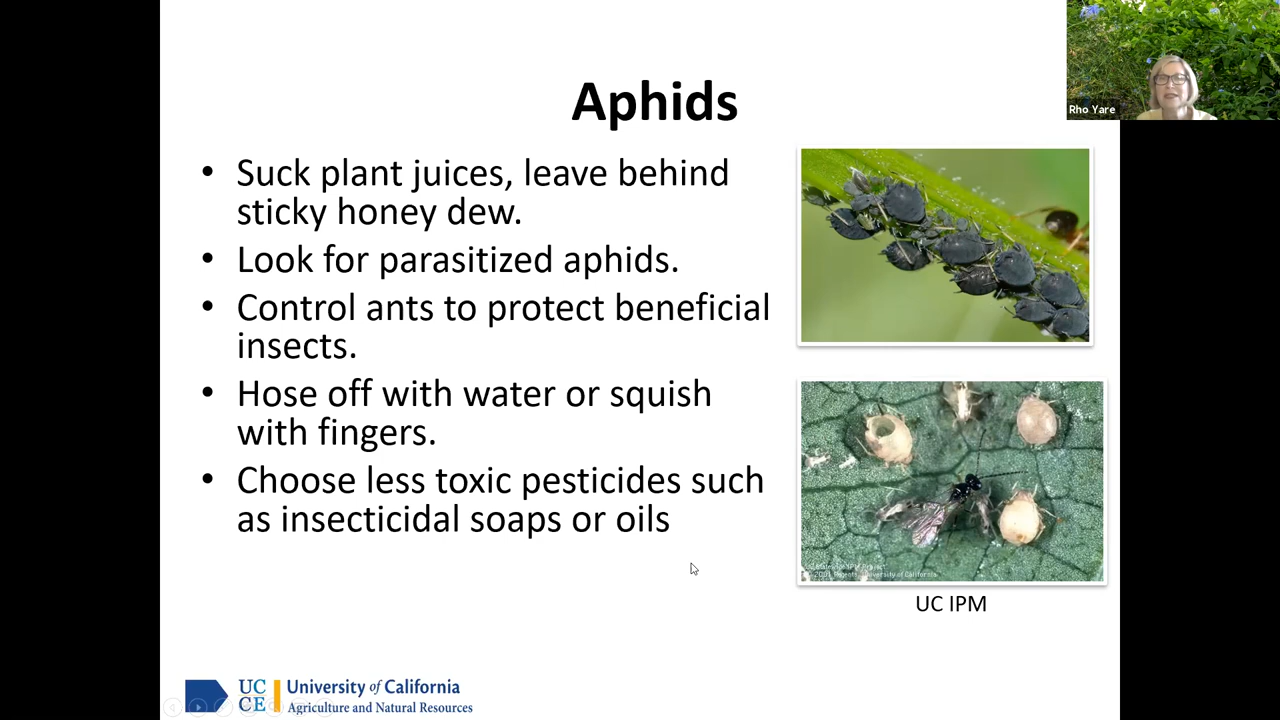 Rho Yare
Aphids
• Suck plant juices, leave behind
sticky honey dew.
• Look for parasitized aphids.
• Control ants to protect beneficial
insects.
• Hose off with water or squish
with fingers.
• Choose less toxic pesticides such
as insecticidal soaps or oils
UC IPM
UC
CE
University of California
Agriculture and Natural Resources